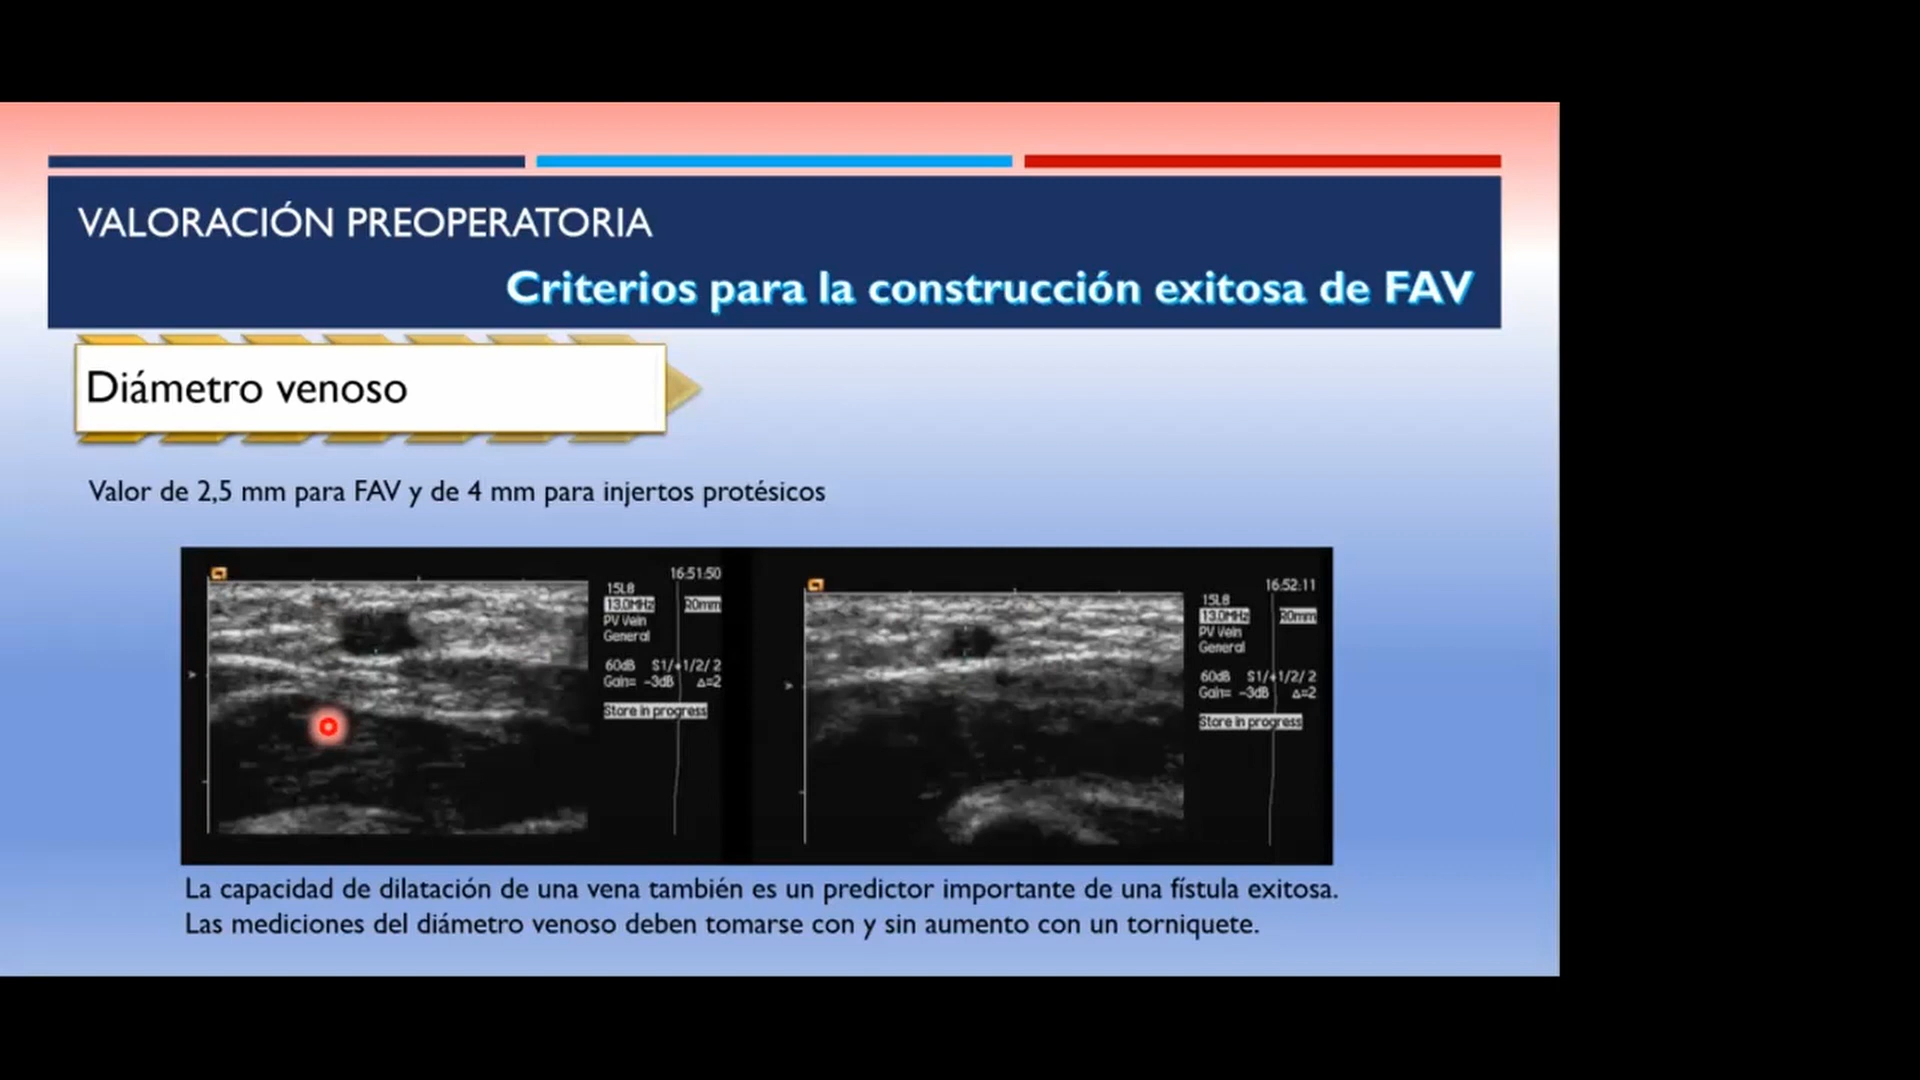 VALORACIÓN PREOPERATORIA
Criterios para la construcción exitosa de FAV
Diámetro venoso
Valor de 2,5 mm para FAV y de 4 mm para injertos protésicos
16:51:50
15L8
13.0MHz R0mm
PV Vein
General
60dB S1/+1/2/2
Gain= -3dB Δ=2
Store in progress
16:52:11
15L8
13.0MHz R0mm
PV Vein
General
60dB S1/+1/2/2
Gain= -3dB Δ=2
Store in progress
La capacidad de dilatación de una vena también es un predictor importante de una fístula exitosa.
Las mediciones del diámetro venoso deben tomarse con y sin aumento con un torniquete.